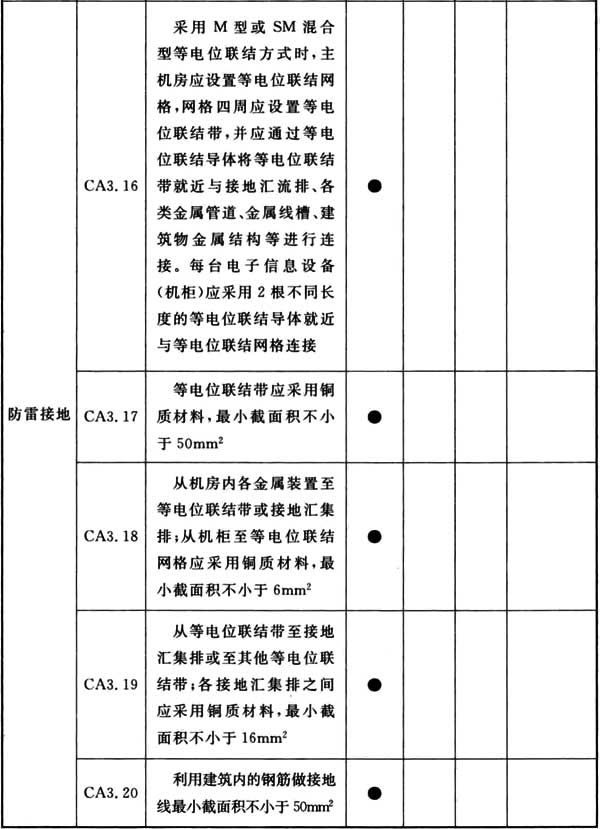 采用 M 型或 SM 混合
型等电位联结方式时,主
机房应设置等电位联结网
格,网格四周应设置等电
位联结带,并应通过等电
位联结导体将等电位联结
CA3.16
带就近与接地汇流排、各
●
类金属管道、金属线槽、建
筑物金属结构等进行连
接。每台电子信息设备
(机柜)应采用 2 根不同长
度的等电位联结导体就近
与等电位联结网格连接
防雷接地
等电位联结带应采用铜
CA3.17
质材料,最小截面积不小
●
于 50mm²
从机房内各金属装置至
等电位联结带或接地汇集
CA3.18
排;从机柜至等电位联结
●
网格应采用铜质材料,最
小截面积不小于 6mm²
从等电位联结带至接地
汇集排或至其他等电位联
CA3.19
结带;各接地汇集排之间
●
应采用铜质材料,最小截
面积不小于 16mm²
CA3.20
利用建筑内的钢筋做接地
线最小截面积不小于 50mm²
●